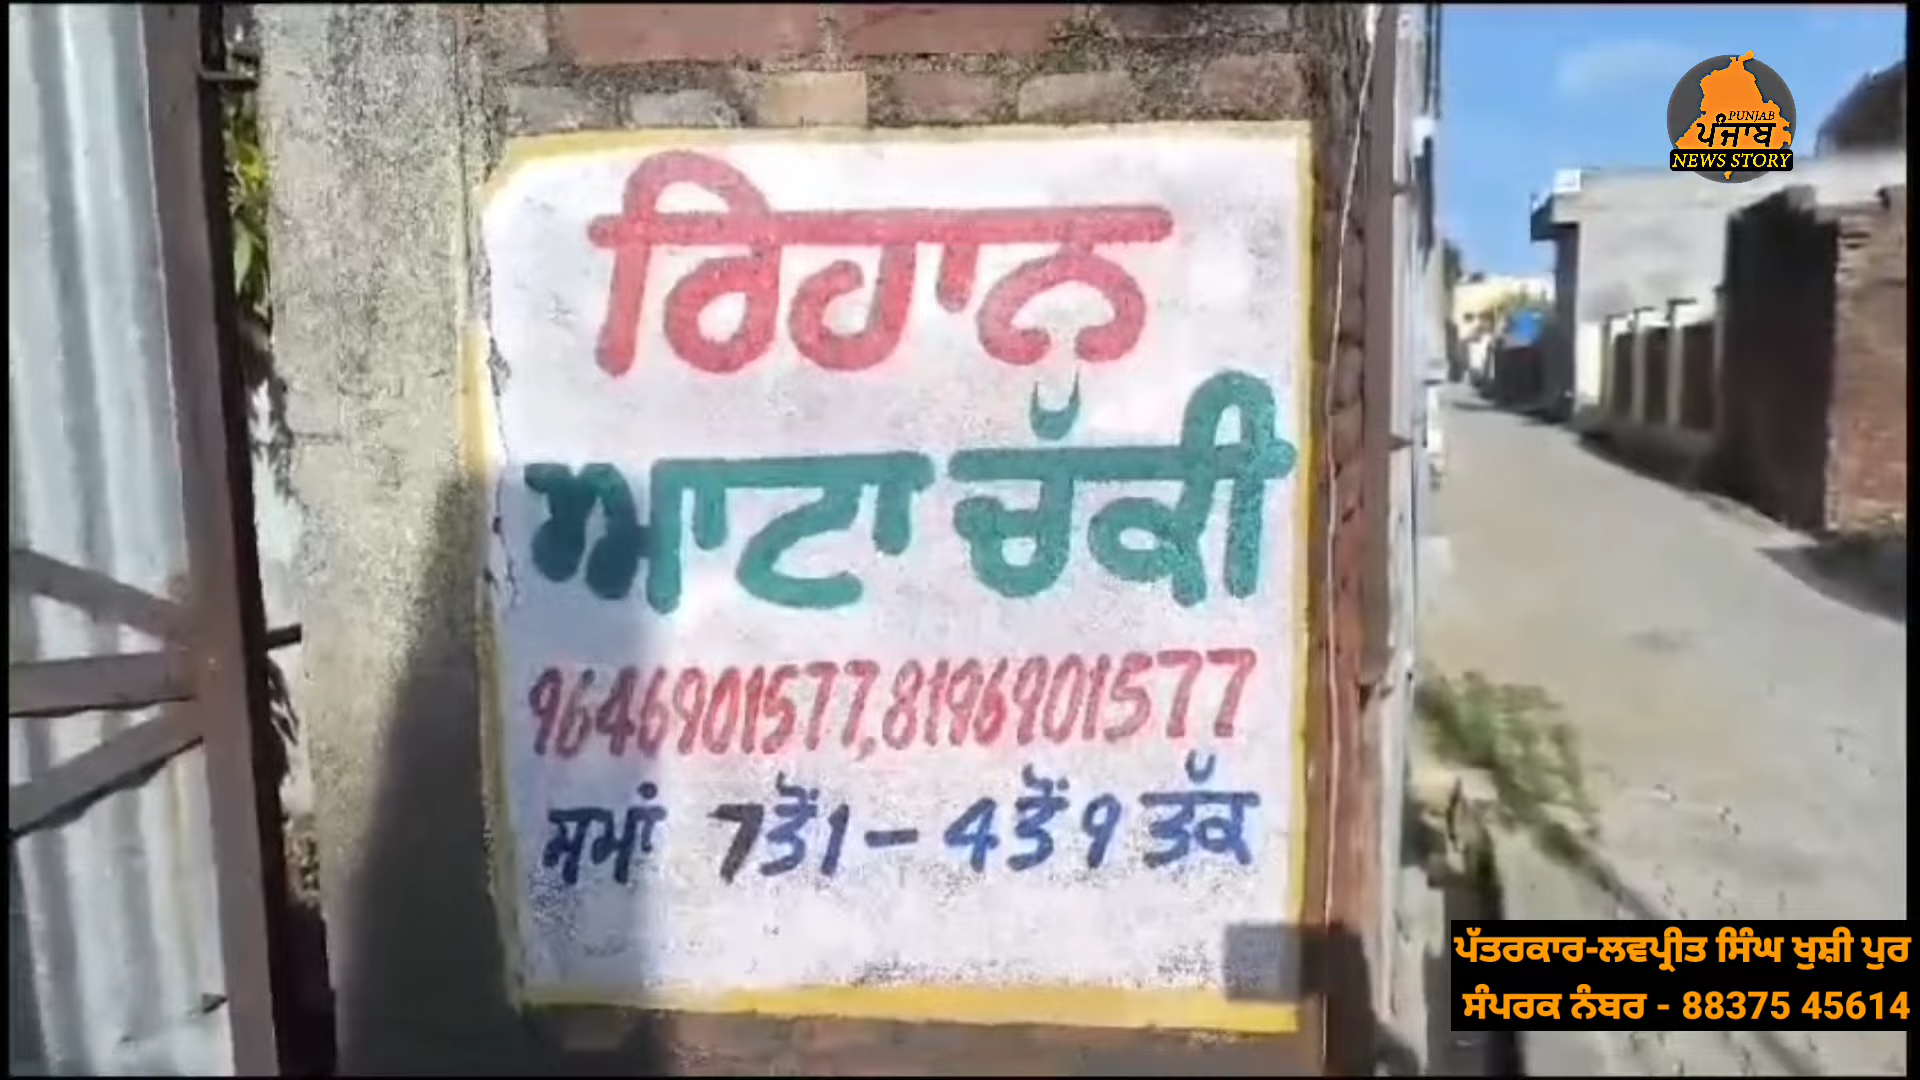 PUNJAB
ਪੰਜਾਬ
NEWS STORY
ਰਿਹਾਨ
ਆਟਾ ਚੱਕੀ
9646901577,8196901577
ਸਮਾਂ 7ਤੋਂ1-4ਤੋਂ9 ਤੱਕ
ਪੱਤਰਕਾਰ-ਲਵਪ੍ਰੀਤ ਸਿੰਘ ਖੁਸ਼ੀ ਪੁਰ
ਸੰਪਰਕ ਨੰਬਰ - 88375 45614